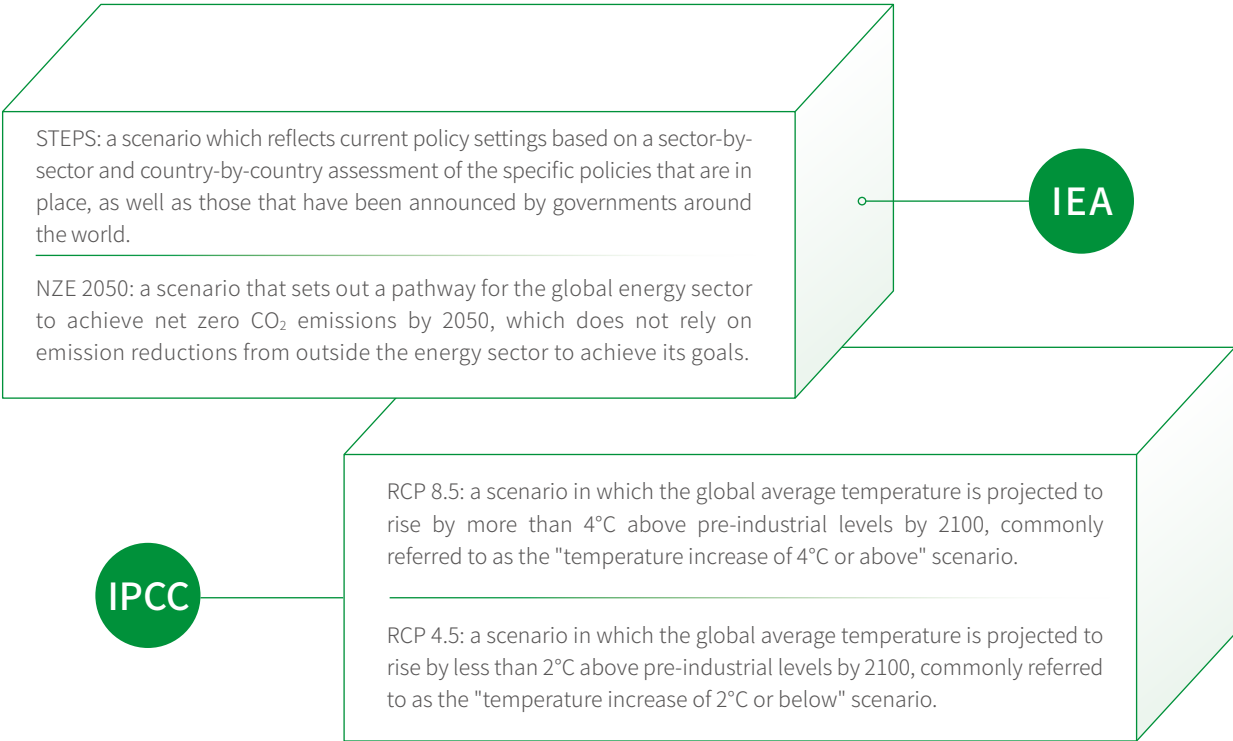 STEPS: a scenario which reflects current policy settings based on a sector-by-
sector and country-by-country assessment of the specific policies that are in
place, as well as those that have been announced by governments around
the world.
IEA
NZE 2050: a scenario that sets out a pathway for the global energy sector
to achieve net zero CO₂ emissions by 2050, which does not rely on
emission reductions from outside the energy sector to achieve its goals.
RCP 8.5: a scenario in which the global average temperature is projected to
rise by more than 4°C above pre-industrial levels by 2100, commonly
referred to as the "temperature increase of 4°C or above" scenario.
IPCC
RCP 4.5: a scenario in which the global average temperature is projected to
rise by less than 2°C above pre-industrial levels by 2100, commonly referred
to as the "temperature increase of 2°C or below" scenario.